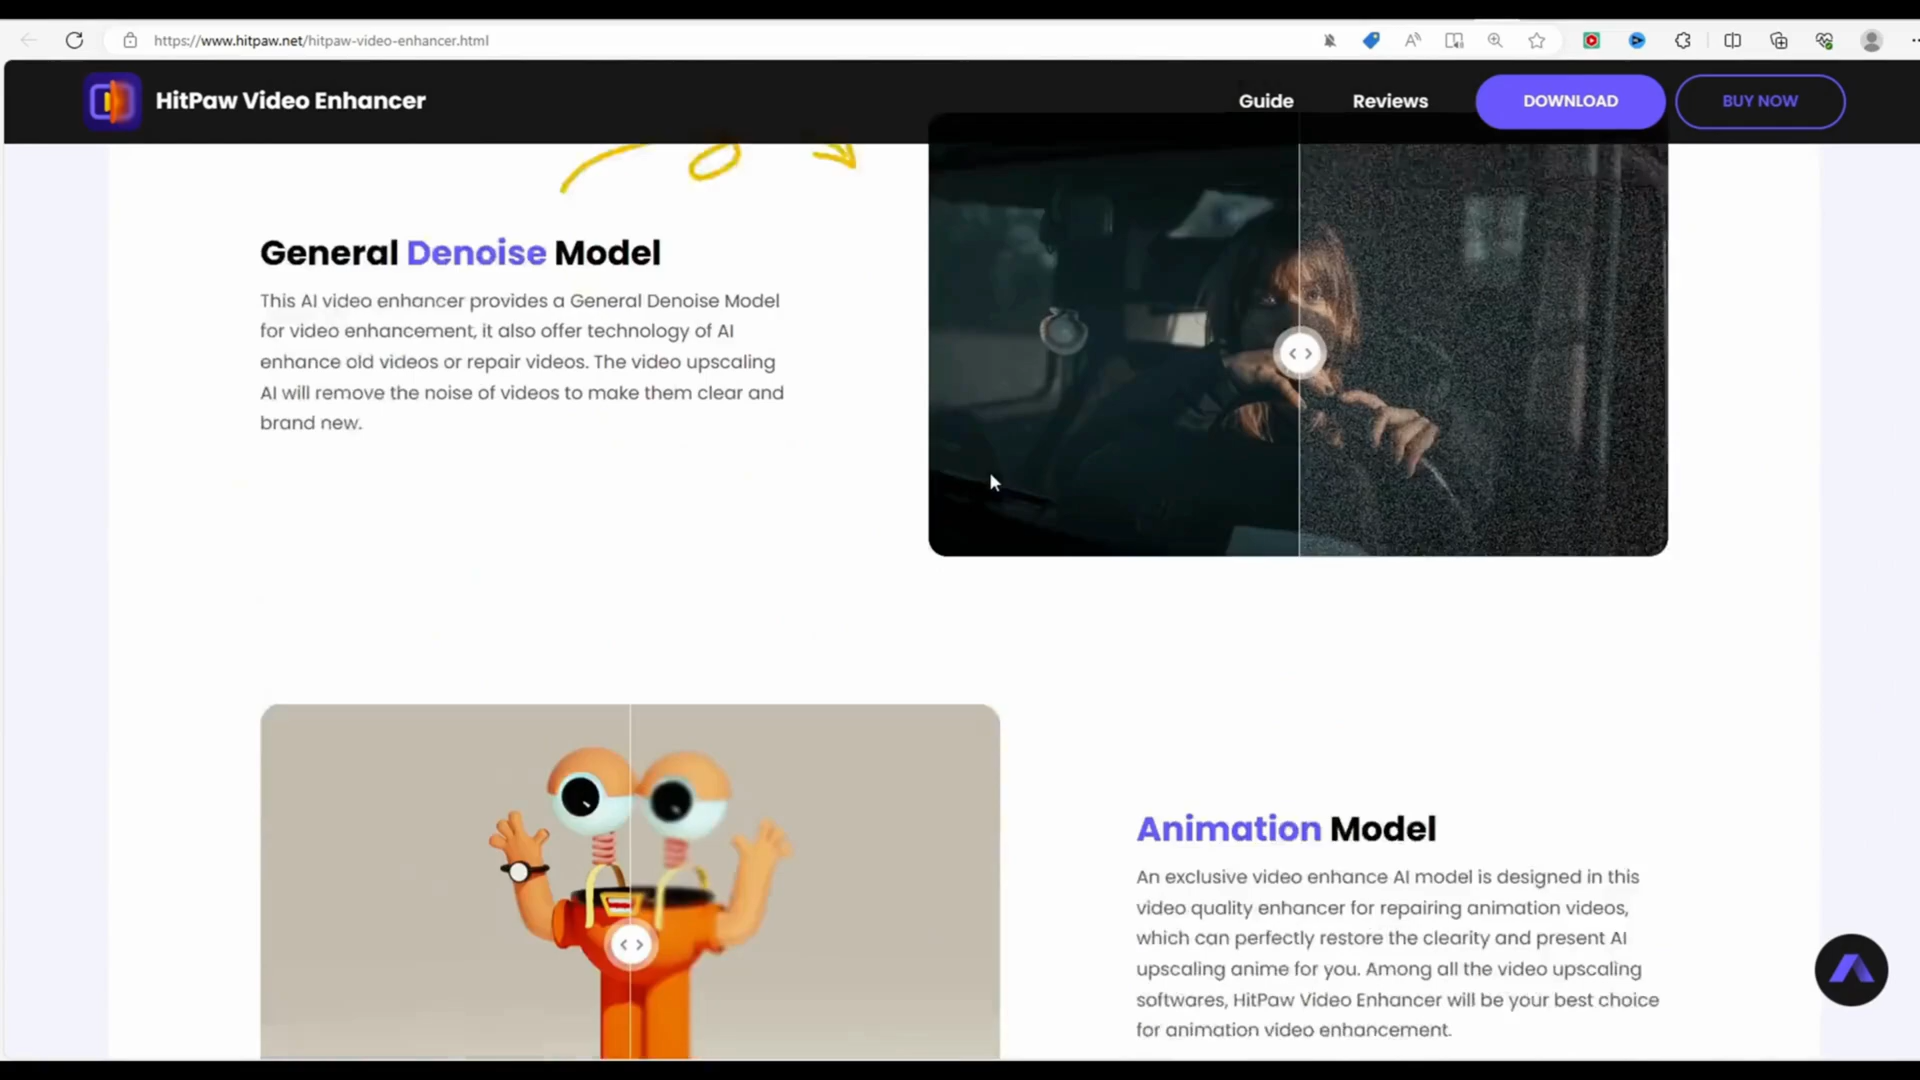 https://www.hitpaw.net/hitpaw-video-enhancer.html
HitPaw Video Enhancer
Guide
Reviews
DOWNLOAD
BUY NOW
General Denoise Model
This AI video enhancer provides a General Denoise Model
for video enhancement, it also offer technology of AI
enhance old videos or repair videos. The video upscaling
AI will remove the noise of videos to make them clear and
brand new.
Animation Model
An exclusive video enhance AI model is designed in this
video quality enhancer for repairing animation videos,
which can perfectly restore the clearity and present AI
upscaling anime for you. Among all the video upscaling
softwares, HitPaw Video Enhancer will be your best choice
for animation video enhancement.